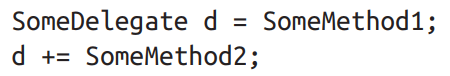 SomeDelegate d = SomeMethod1;
d += SomeMethod2;